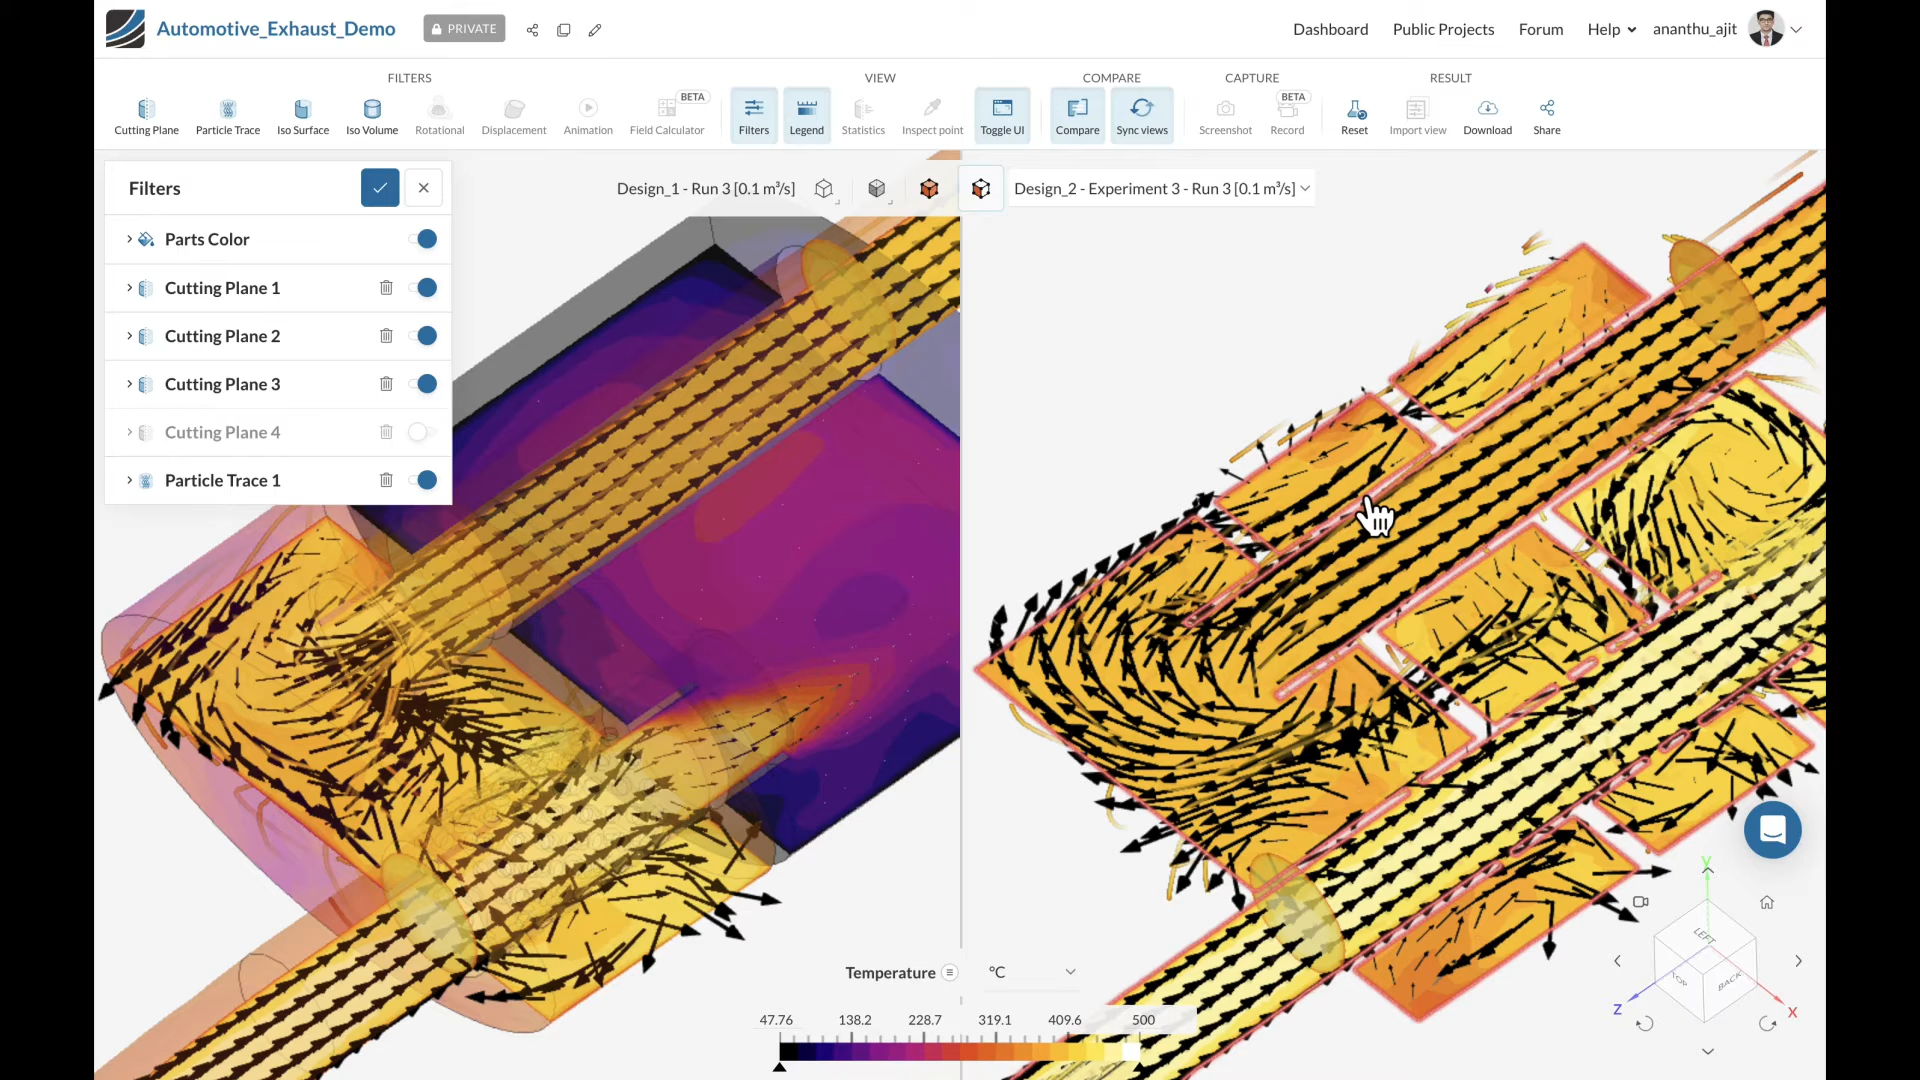 Automotive_Exhaust_Demo PRIVATE Dashboard Public Projects Forum Help ananthu_ajit
FILTERS VIEW COMPARE CAPTURE RESULT
BETA BETA
Cutting Plane Particle Trace Iso Surface Iso Volume Rotational Displacement Animation Field Calculator Filters Legend Statistics Inspect point Toggle UI Compare Sync views Screenshot Record Reset Import view Download Share
Filters
Design_1 - Run 3 [0.1 m³/s] Design_2 - Experiment 3 - Run 3 [0.1 m³/s]
Parts Color
Cutting Plane 1
Cutting Plane 2
Cutting Plane 3
Cutting Plane 4
Particle Trace 1
Y
LEFT
TOP BACK
Z X
Temperature °C
47.76 138.2 228.7 319.1 409.6 500